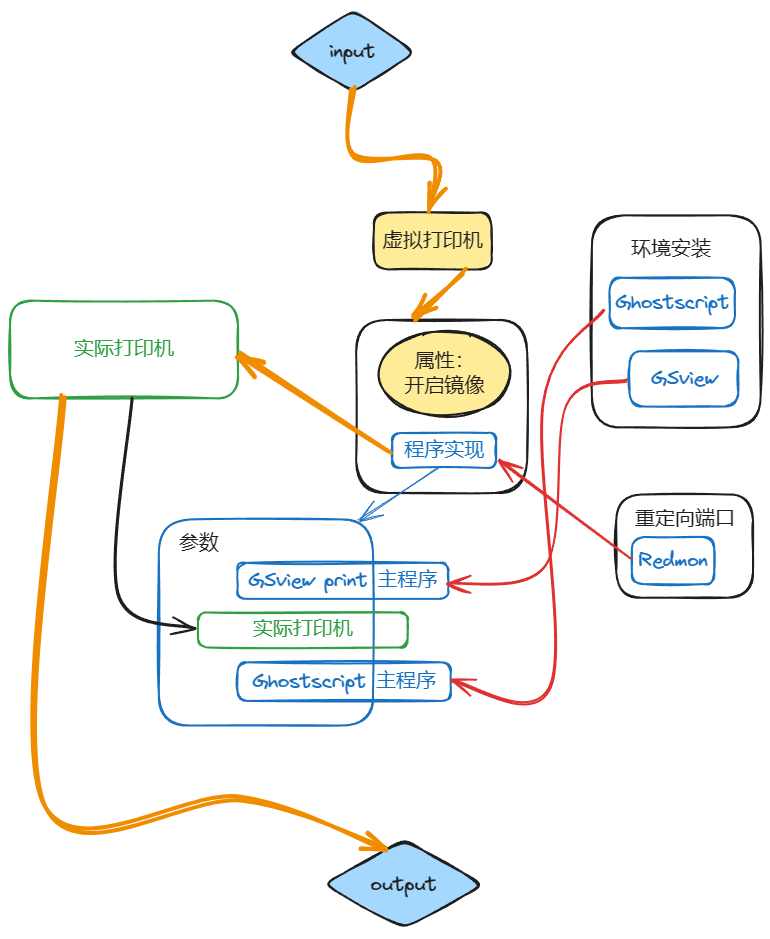 input
虚拟打印机
环境安装
Ghostscript
GSview
实际打印机
属性：
开启镜像
程序实现
重定向端口
Redmon
参数
GSview print 主程序
实际打印机
Ghostscript 主程序
output